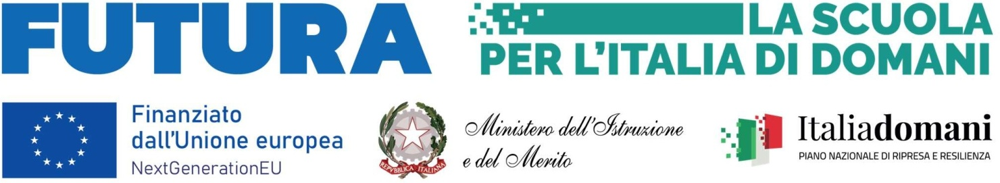 FUTURA
LA SCUOLA
PER L'ITALIA DI DOMANI
Finanziato
dall'Unione europea
NextGenerationEU
REPVBBLICA ITALIANA
Ministero dell'Istruzione
e del Merito
Italiadomani
PIANO NAZIONALE DI RIPRESA E RESILIENZA